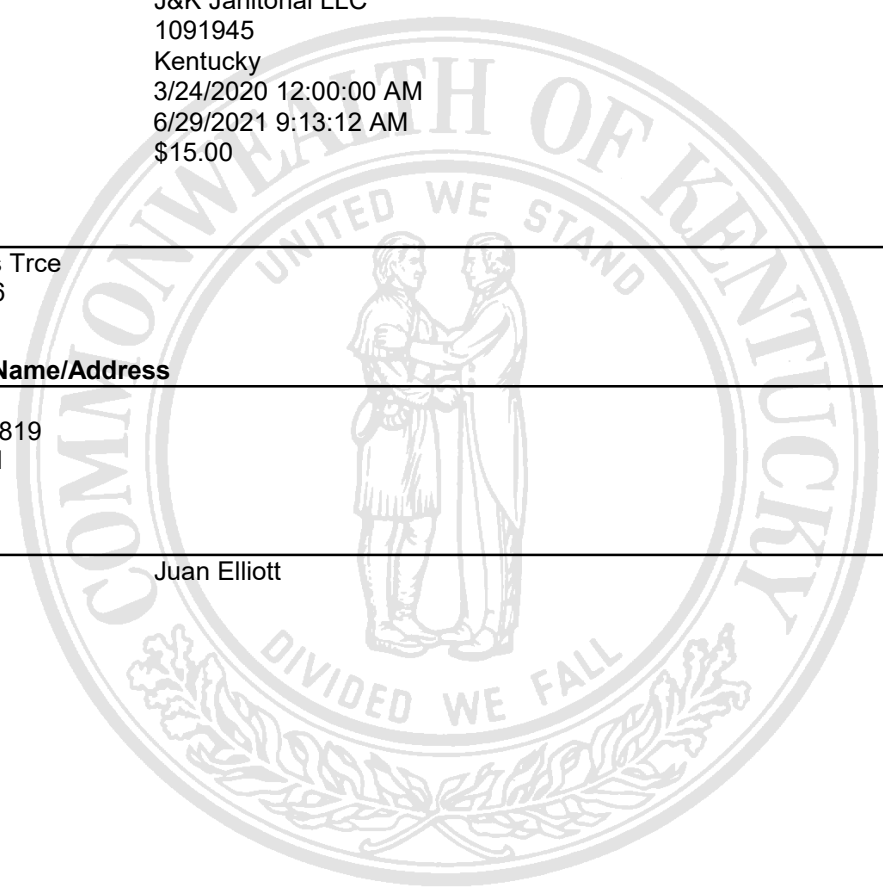 J&K Janitorial LLC
1091945
Kentucky
3/24/2020 12:00:00 AM
6/29/2021 9:13:12 AM
$15.00
COMMONWEALTH OF KENTUCKY
UNITED WE STAND
Trce
Name/Address
819
Juan Elliott
DIVIDED WE FALL